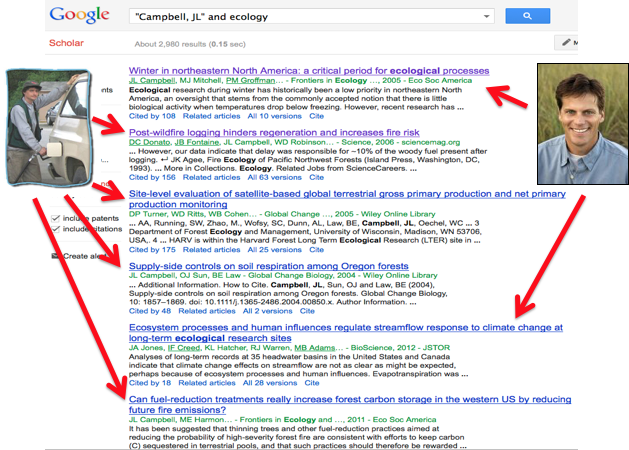 Google
"Campbell, JL" and ecology
Scholar
About 2,980 results (0.15 sec)
Winter in northeastern North America: a critical period for ecological processes
JL Campbell, MJ Mitchell, PM Groffman... - Frontiers in Ecology ..., 2005 - Eco Soc America
Ecological research during winter has historically been a low priority in northeastern North
America, an oversight that stems from the commonly accepted notion that there is little
biological activity when temperatures drop below freezing. However, recent research has ...
Cited by 108 Related articles All 10 versions Cite
Post-wildfire logging hinders regeneration and increases fire risk
DC Donato, JB Fontaine, JL Campbell, WD Robinson... - Science, 2006 - sciencemag.org
... However, our data indicate that delay was responsible for ~10% of the woody fuel present after
logging. ↵ JK Agee, Fire Ecology of Pacific Northwest Forests (Island Press, Washington, DC,
1993). ... More in Collections. Ecology. Related Jobs from ScienceCareers. ...
Cited by 156 Related articles All 63 versions Cite
Site-level evaluation of satellite-based global terrestrial gross primary production and net primary
production monitoring
DP Turner, WD Ritts, WB Cohen... - Global Change ..., 2005 - Wiley Online Library
... AA, Running, SW, Zhao, M., Wofsy, SC, Dunn, AL, Law, BE, Campbell, JL, Oechel, WC ... 3
Department of Forest Ecology and Management, University of Wisconsin, Madison, WN 53706,
USA,. 4 ... HARV is within the Harvard Forest Long Term Ecological Research (LTER) site in ...
Cited by 175 Related articles All 25 versions Cite
include patents
include citations
Create alert
Supply-side controls on soil respiration among Oregon forests
JL Campbell, OJ Sun, BE Law - Global Change Biology, 2004 - Wiley Online Library
... Additional Information. How to Cite. Campbell, JL, Sun, OJ and Law, BE (2004),
Supply-side controls on soil respiration among Oregon forests. Global Change Biology,
10: 1857–1869. doi: 10.1111/j.1365-2486.2004.00850.x. Author Information. ...
Cited by 48 Related articles All 2 versions Cite
Ecosystem processes and human influences regulate streamflow response to climate change at
long-term ecological research sites
JA Jones, IF Creed, KL Hatcher, RJ Warren, MB Adams... - BioScience, 2012 - JSTOR
Analyses of long-term records at 35 headwater basins in the United States and Canada
indicate that climate change effects on streamflow are not as clear as might be expected,
perhaps because of ecosystem processes and human influences. Evapotranspiration was ...
Cited by 18 Related articles All 28 versions Cite
Can fuel-reduction treatments really increase forest carbon storage in the western US by reducing
future fire emissions?
JL Campbell, ME Harmon... - Frontiers in Ecology and ..., 2011 - Eco Soc America
It has been suggested that thinning trees and other fuel-reduction practices aimed at
reducing the probability of high-severity forest fire are consistent with efforts to keep carbon
(C) sequestered in terrestrial pools, and that such practices should therefore be rewarded ...